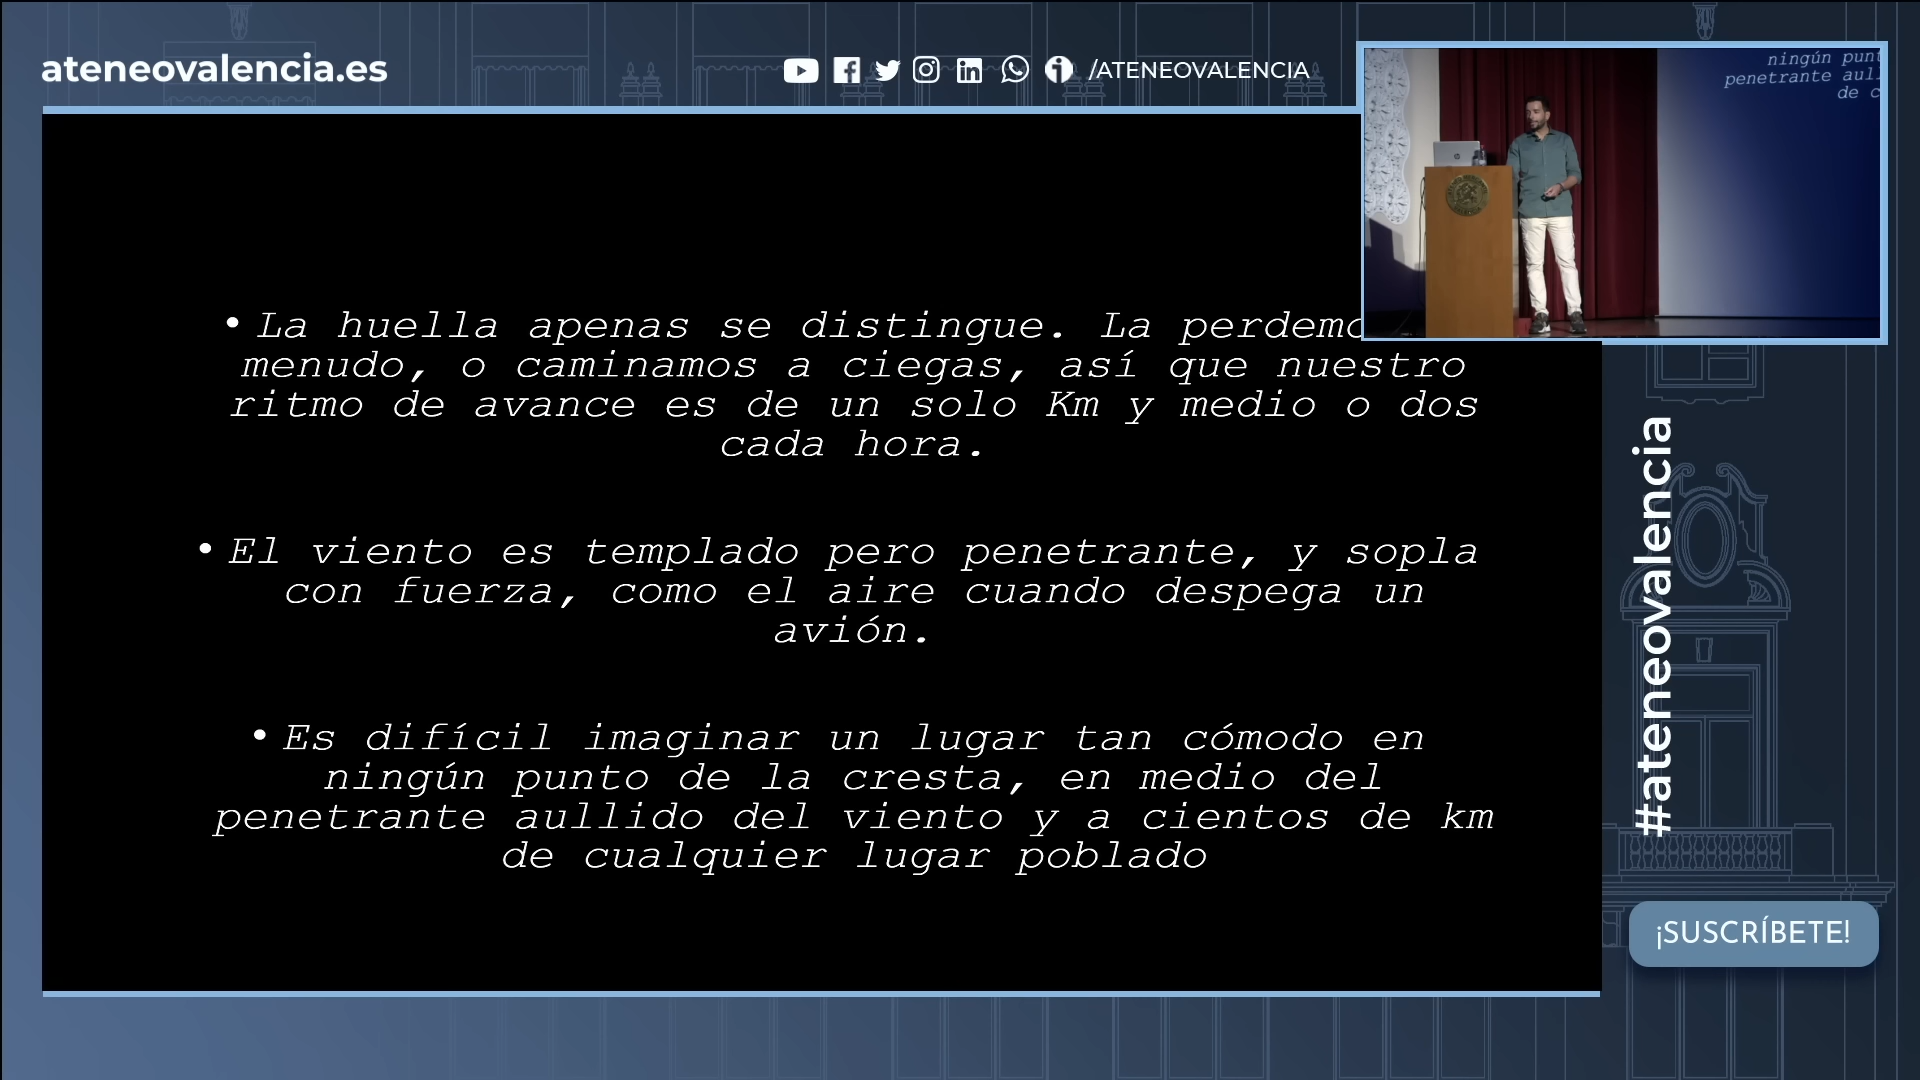 ateneovalencia.es
/ATENEOVALENCIA
ningún punt
penetrante aull
de c
• La huella apenas se distingue. La perdemo
menudo, o caminamos a ciegas, así que nuestro
ritmo de avance es de un solo Km y medio o dos
cada hora.
• El viento es templado pero penetrante, y sopla
con fuerza, como el aire cuando despega un
avión.
• Es difícil imaginar un lugar tan cómodo en
ningún punto de la cresta, en medio del
penetrante aullido del viento y a cientos de km
de cualquier lugar poblado
#ateneovalencia
¡SUSCRÍBETE!